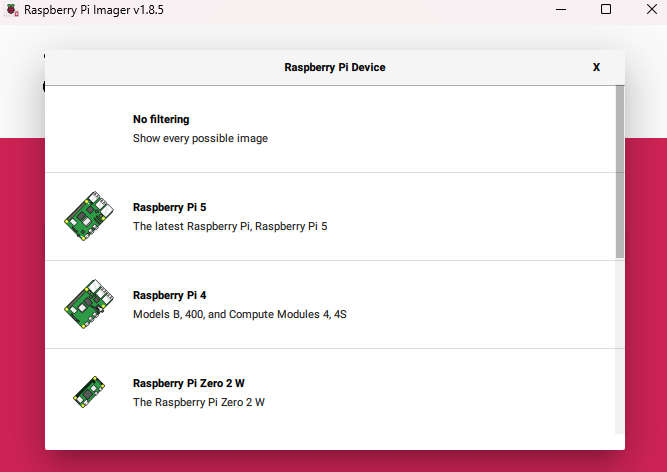 Raspberry Pi Imager v1.8.5
Raspberry Pi Device
X
No filtering
Show every possible image
Raspberry Pi 5
The latest Raspberry Pi, Raspberry Pi 5
Raspberry Pi 4
Models B, 400, and Compute Modules 4, 4S
Raspberry Pi Zero 2 W
The Raspberry Pi Zero 2 W